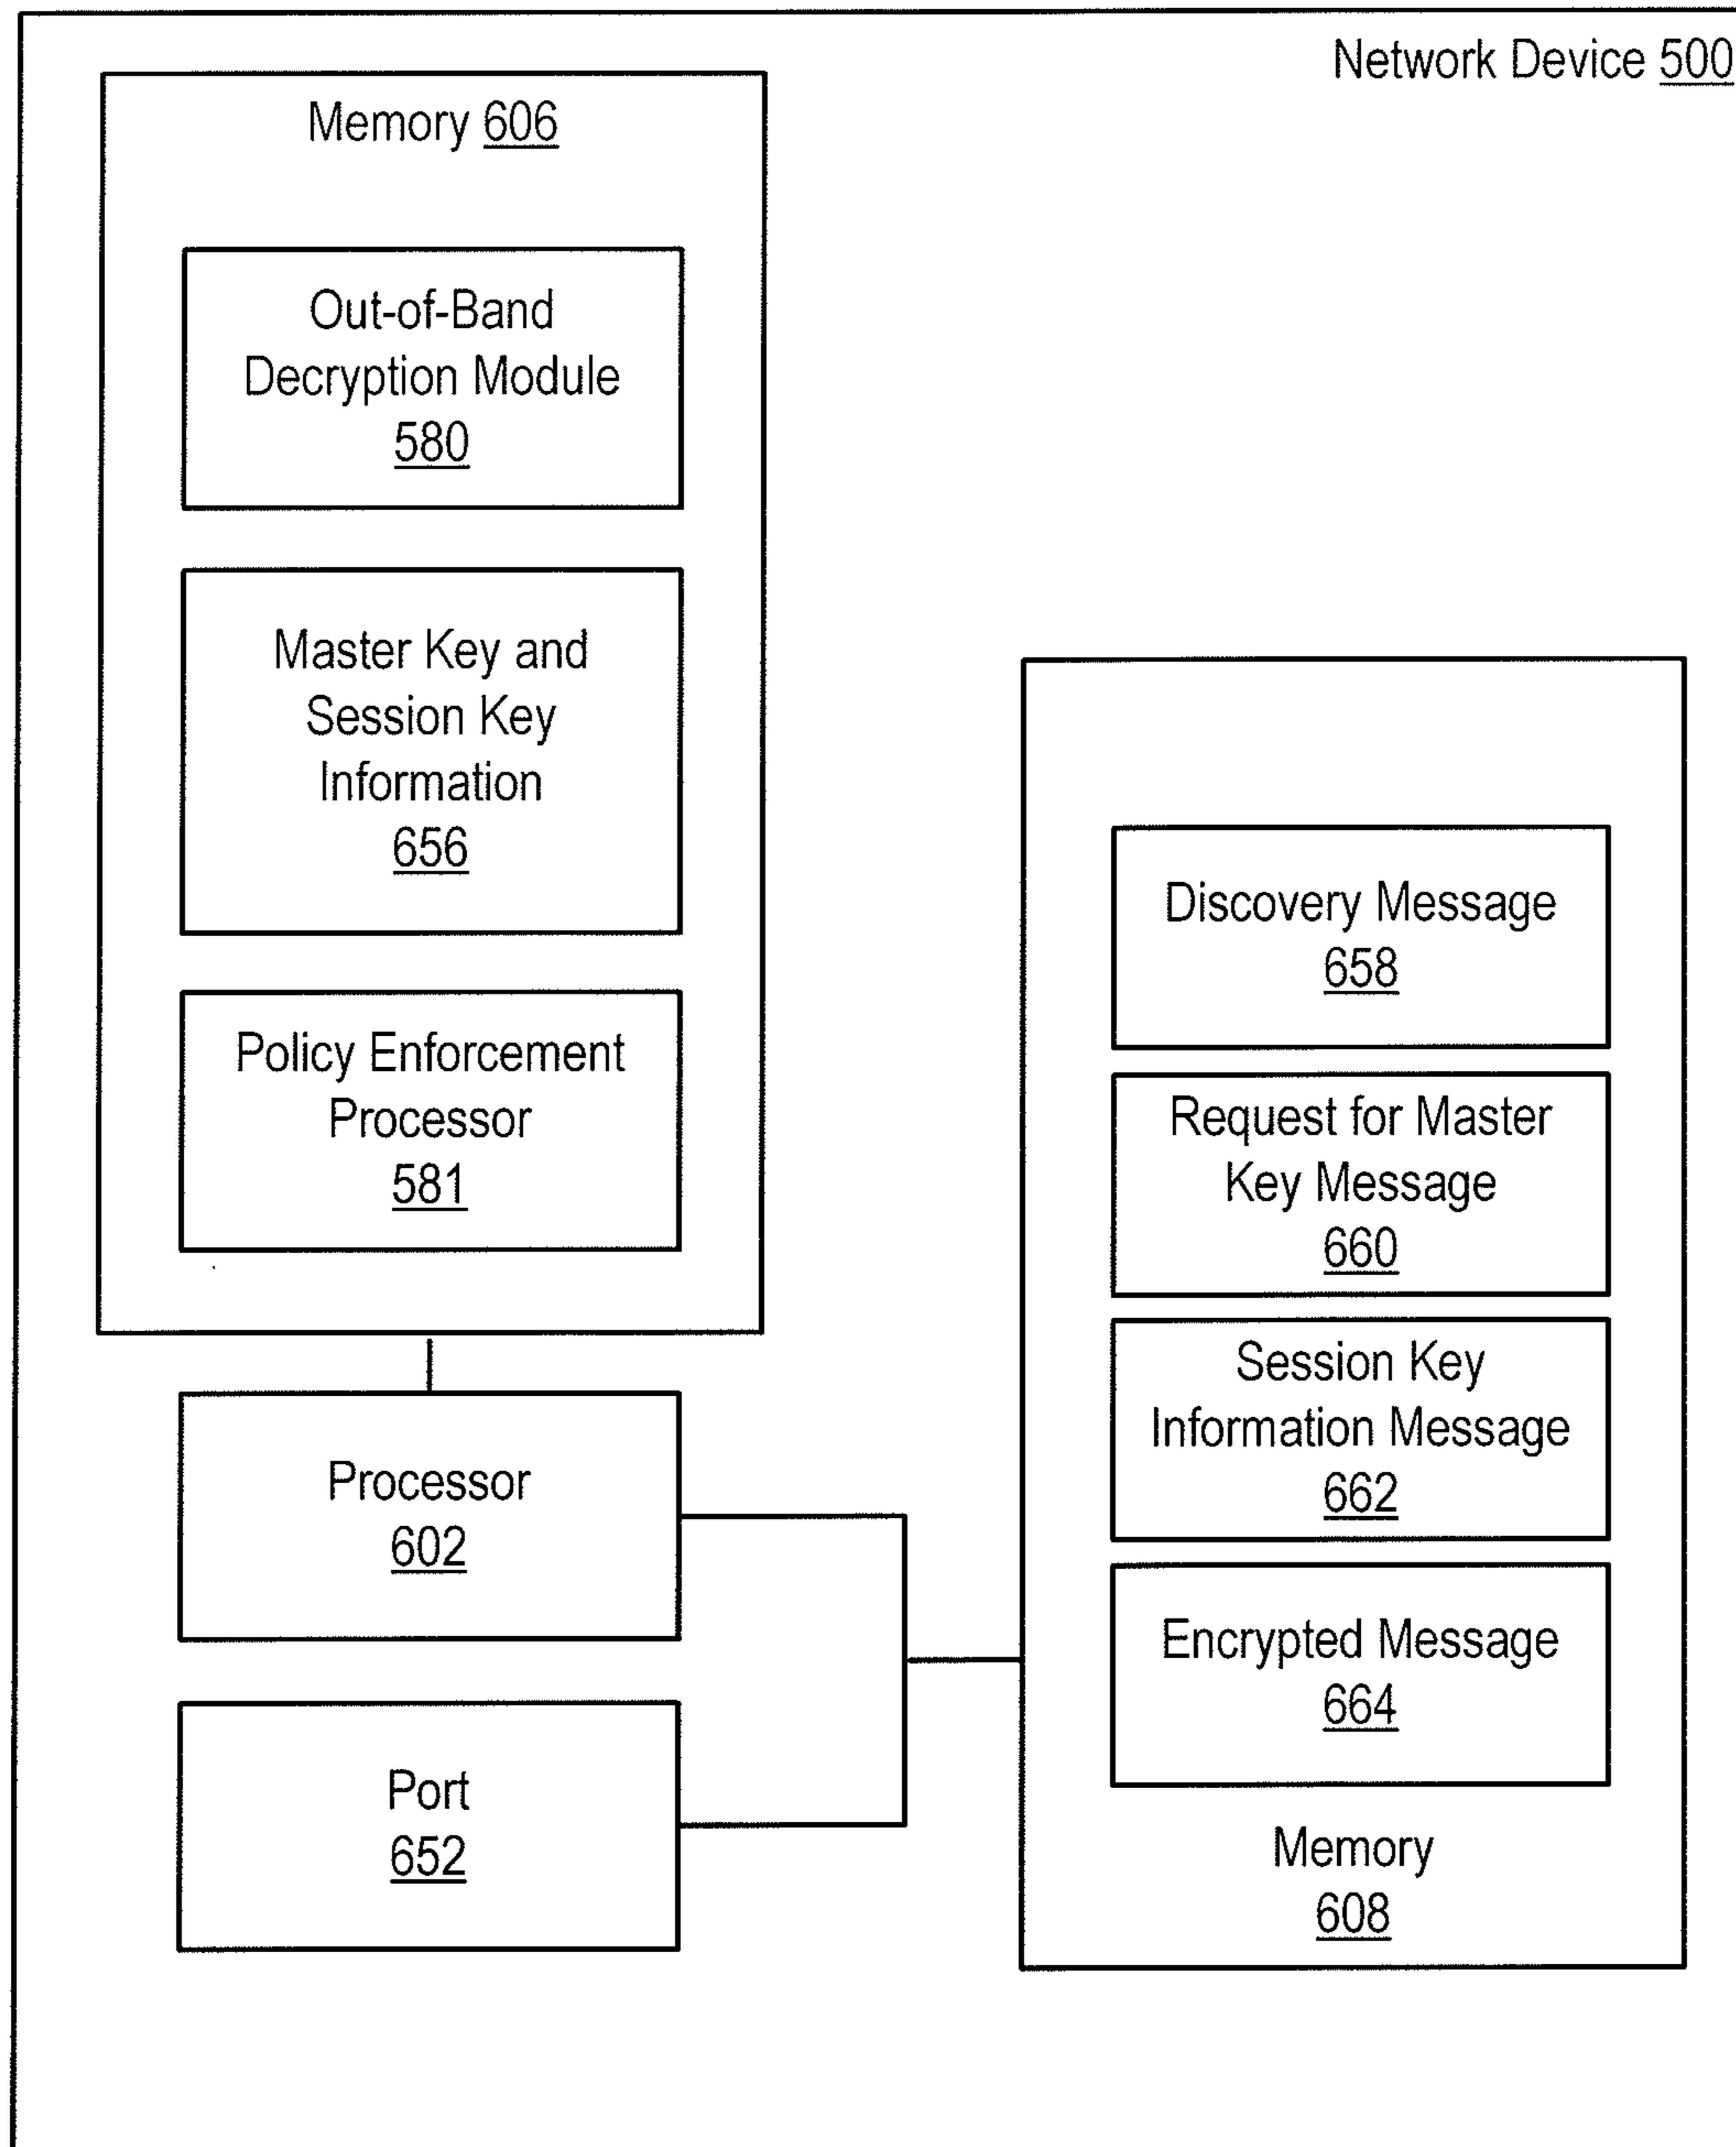 Network Device 500
Memory 606
Out-of-Band
Decryption Module
580
Master Key and
Session Key
Information
656
Policy Enforcement
Processor
581
Processor
602
Port
652
Discovery Message
658
Request for Master
Key Message
660
Session Key
Information Message
662
Encrypted Message
664
Memory
608